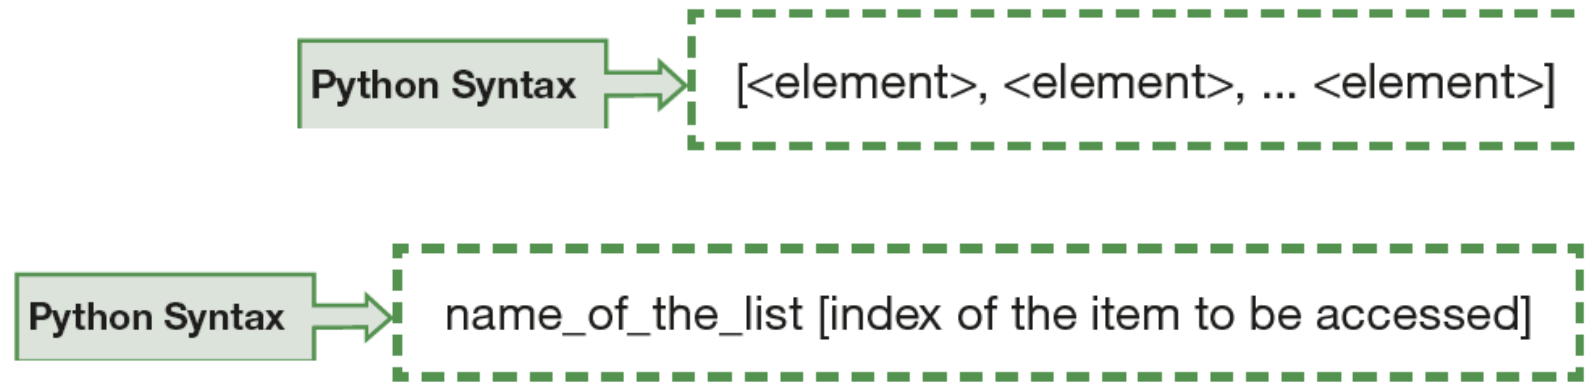 Python Syntax
[<element>, <element>, ... <element>]
Python Syntax
name_of_the_list [index of the item to be accessed]